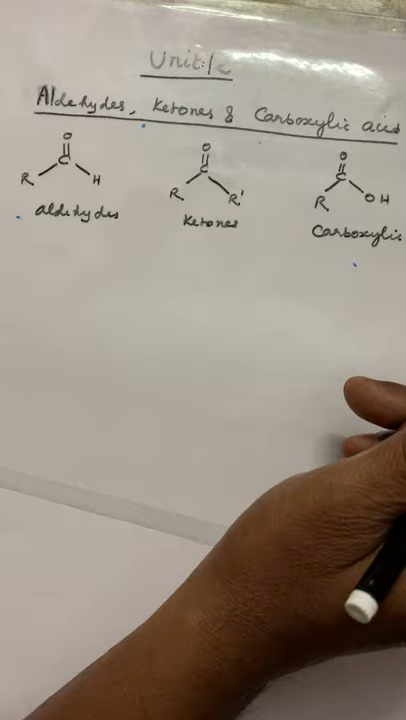 Unit:12
Aldehydes, Ketones & Carboxylic acid
O O O
C C C
R H R R' R OH
aldehydes Ketones Carboxylic